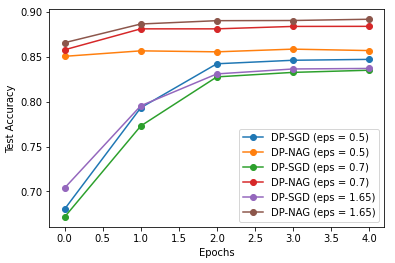 0.90
0.85
0.80
0.75
0.70
Test Accuracy
DP-SGD (eps = 0.5)
DP-NAG (eps = 0.5)
DP-SGD (eps = 0.7)
DP-NAG (eps = 0.7)
DP-SGD (eps = 1.65)
DP-NAG (eps = 1.65)
0.0 0.5 1.0 1.5 2.0 2.5 3.0 3.5 4.0
Epochs